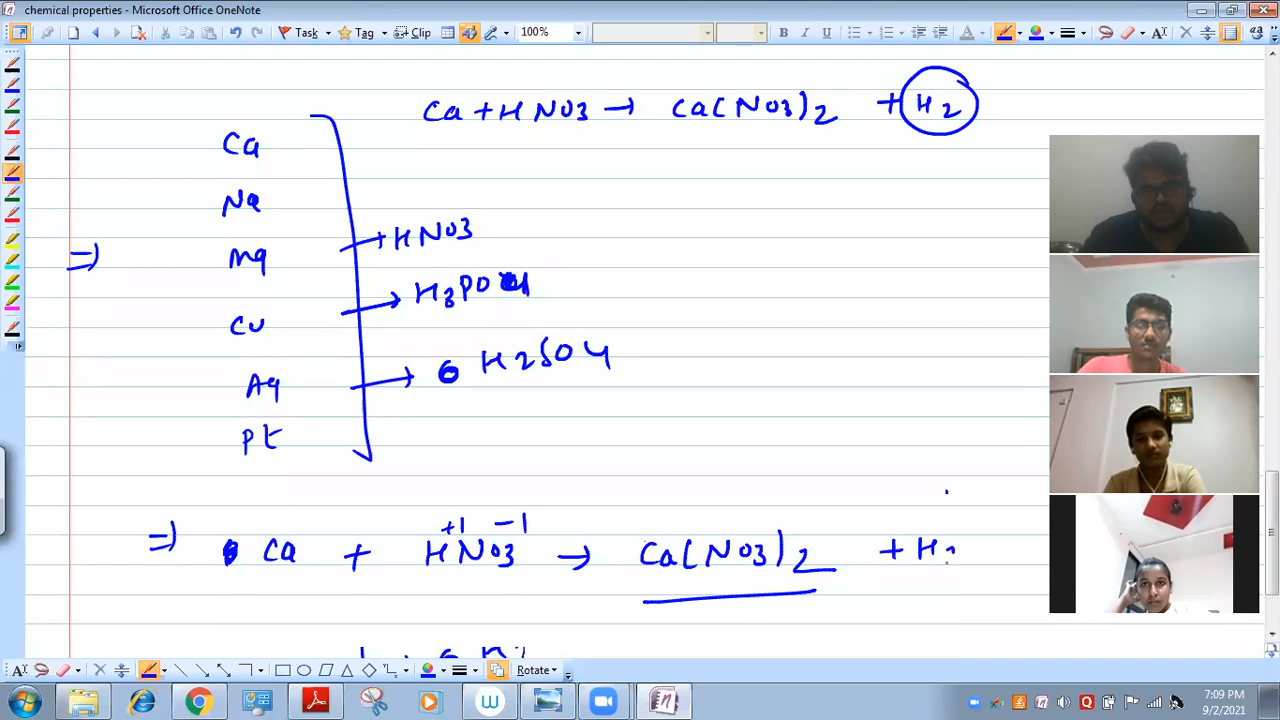 chemical properties - Microsoft Office OneNote
Task Tag Clip 100% B I U
Ca + HNO3 → Ca(NO3)2 + H2
Ca
Na
+HNO3
⇒ Mg
→ H3PO4
Cu
→ H2SO4
Ag
Pt
+1 -1
⇒ Ca + HNO3 → Ca(NO3)2 + H2
Rotate
7:09 PM
9/2/2021